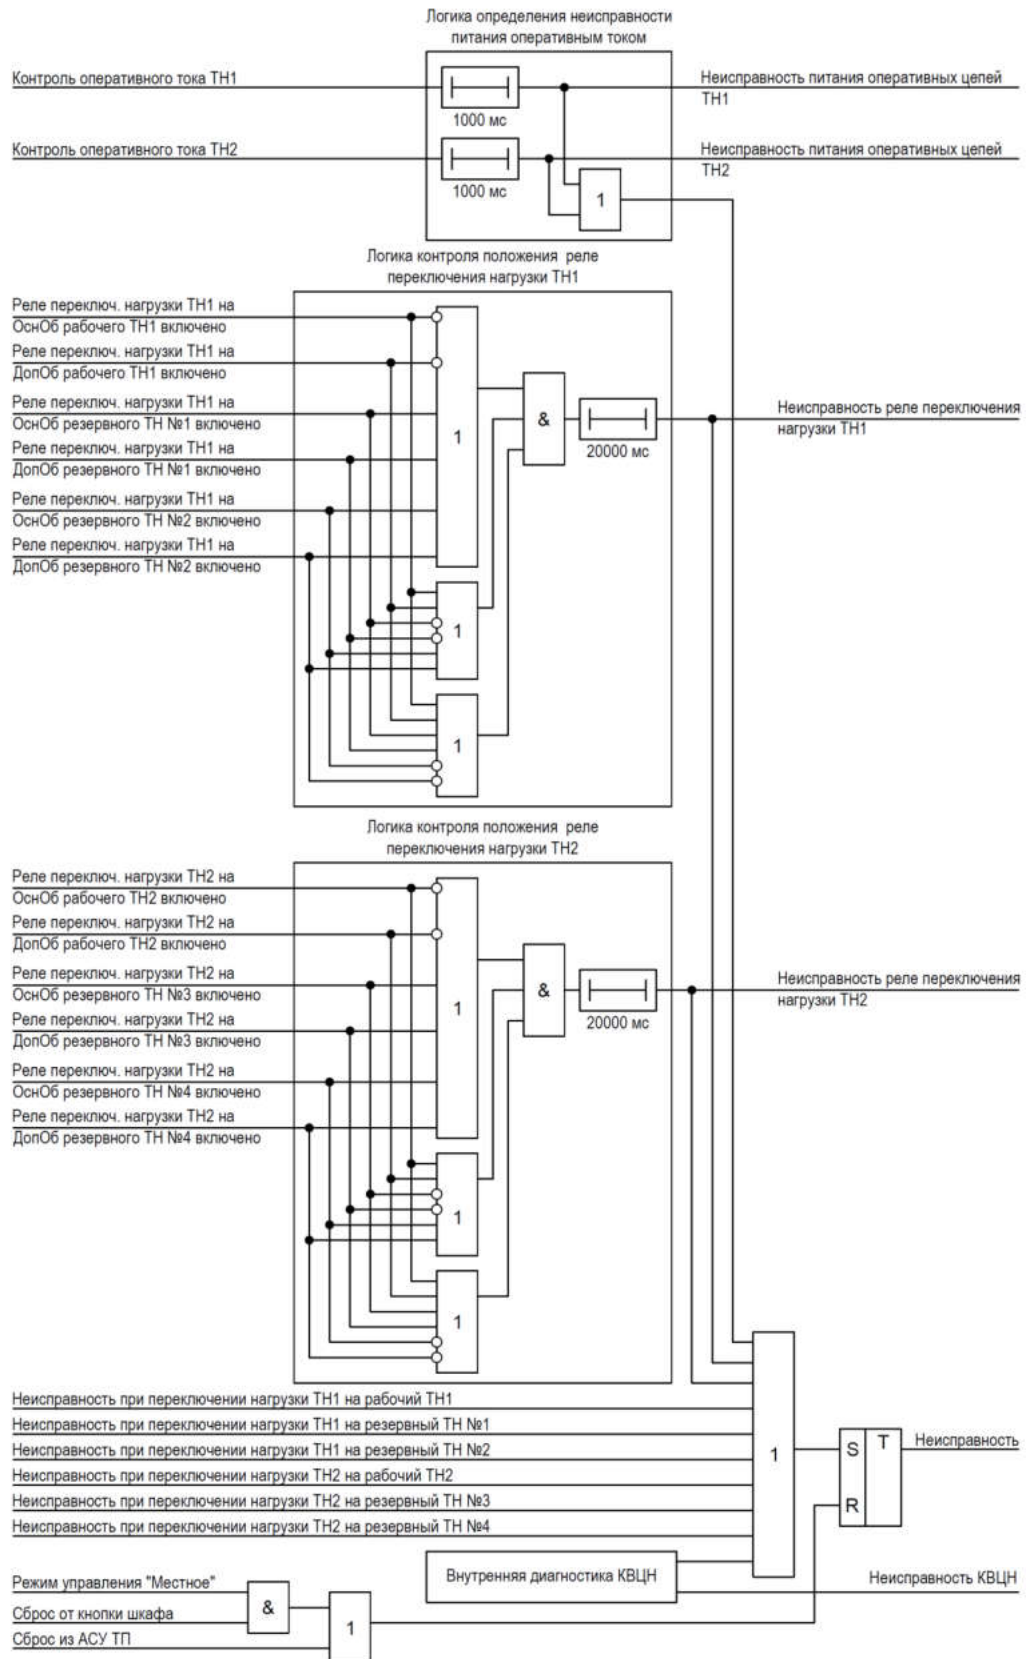 Логика определения неисправности
питания оперативным током
Контроль оперативного тока ТН1
1000 мс
Неисправность питания оперативных цепей
ТН1
Контроль оперативного тока ТН2
1000 мс
Неисправность питания оперативных цепей
ТН2
1
Логика контроля положения реле
переключения нагрузки ТН1
Реле переключ. нагрузки ТН1 на
ОснОб рабочего ТН1 включено
Реле переключ. нагрузки ТН1 на
ДопОб рабочего ТН1 включено
Реле переключ. нагрузки ТН1 на
ОснОб резервного ТН №1 включено
Реле переключ. нагрузки ТН1 на
ДопОб резервного ТН №1 включено
Реле переключ. нагрузки ТН1 на
ОснОб резервного ТН №2 включено
Реле переключ. нагрузки ТН1 на
ДопОб резервного ТН №2 включено
1
&
20000 мс
Неисправность реле переключения
нагрузки ТН1
1
1
Логика контроля положения реле
переключения нагрузки ТН2
Реле переключ. нагрузки ТН2 на
ОснОб рабочего ТН2 включено
Реле переключ. нагрузки ТН2 на
ДопОб рабочего ТН2 включено
Реле переключ. нагрузки ТН2 на
ОснОб резервного ТН №3 включено
Реле переключ. нагрузки ТН2 на
ДопОб резервного ТН №3 включено
Реле переключ. нагрузки ТН2 на
ОснОб резервного ТН №4 включено
Реле переключ. нагрузки ТН2 на
ДопОб резервного ТН №4 включено
1
&
20000 мс
Неисправность реле переключения
нагрузки ТН2
1
1
Неисправность при переключении нагрузки ТН1 на рабочий ТН1
Неисправность при переключении нагрузки ТН1 на резервный ТН №1
Неисправность при переключении нагрузки ТН1 на резервный ТН №2
Неисправность при переключении нагрузки ТН2 на рабочий ТН2
Неисправность при переключении нагрузки ТН2 на резервный ТН №3
Неисправность при переключении нагрузки ТН2 на резервный ТН №4
1
S T
R
Неисправность
Внутренняя диагностика КВЦН
Неисправность КВЦН
Режим управления "Местное"
Сброс от кнопки шкафа
Сброс из АСУ ТП
&
1